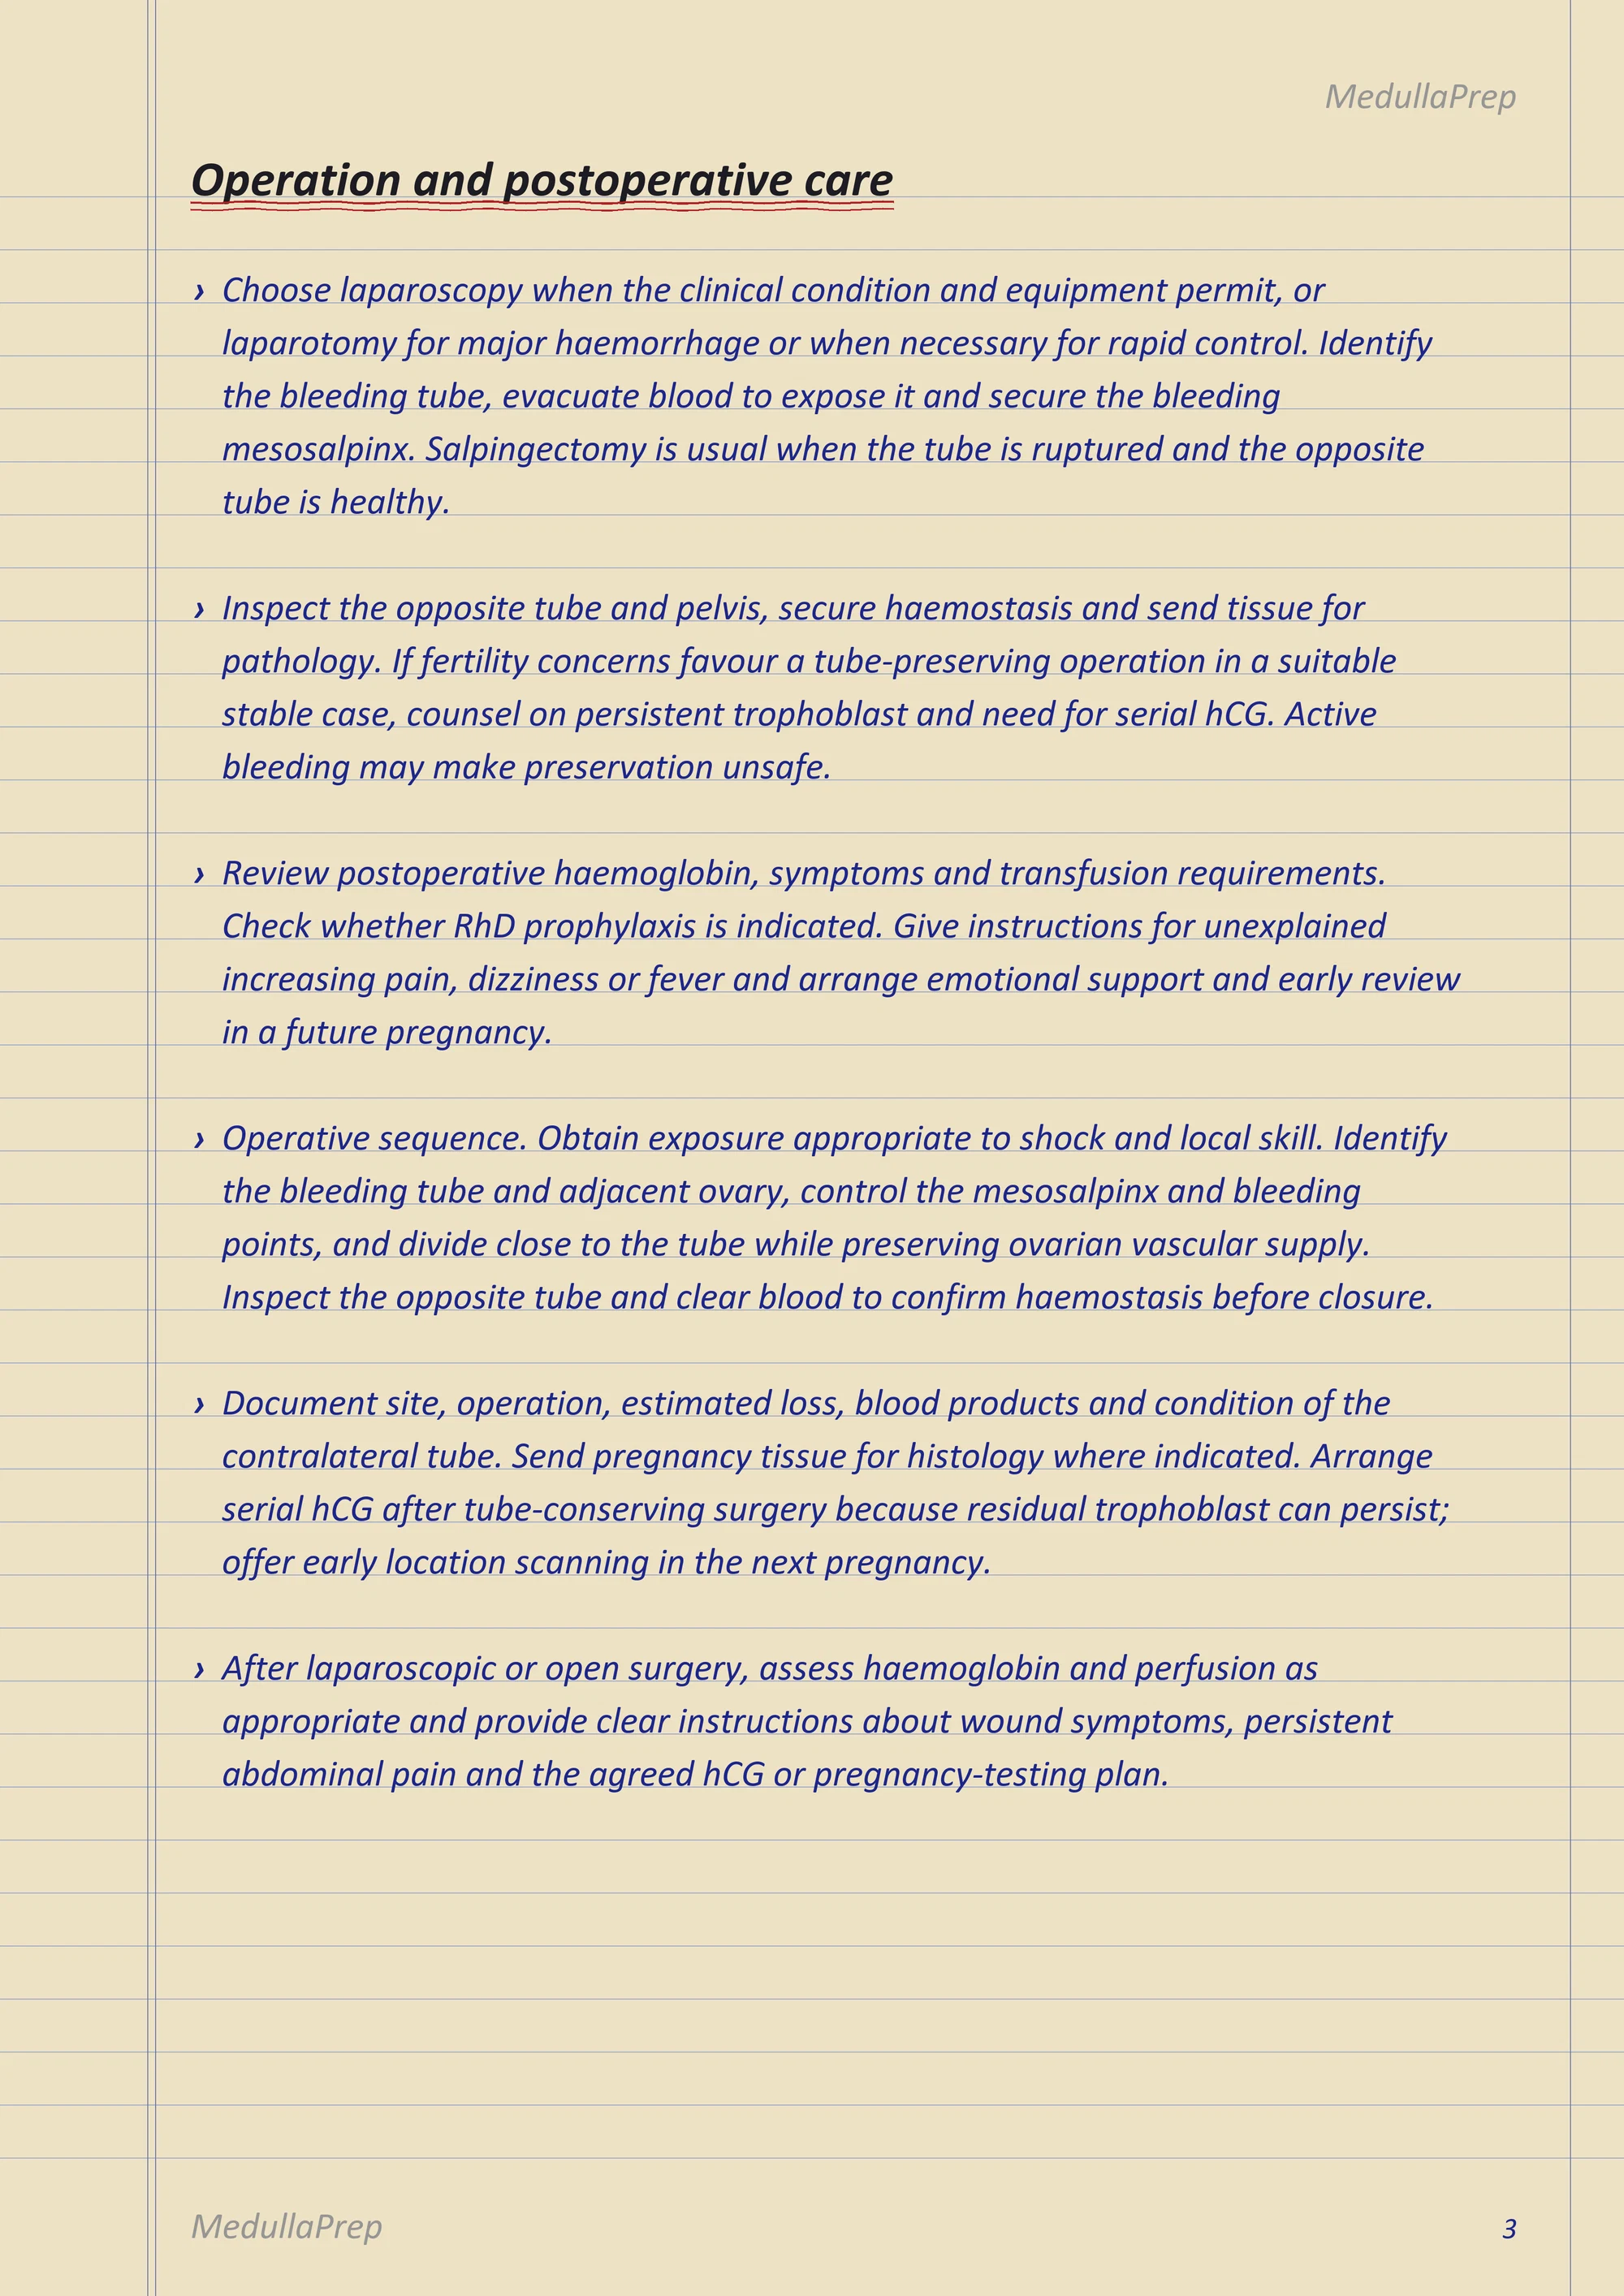 MedullaPrep
Operation and postoperative care
› Choose laparoscopy when the clinical condition and equipment permit, or
laparotomy for major haemorrhage or when necessary for rapid control. Identify
the bleeding tube, evacuate blood to expose it and secure the bleeding
mesosalpinx. Salpingectomy is usual when the tube is ruptured and the opposite
tube is healthy.
› Inspect the opposite tube and pelvis, secure haemostasis and send tissue for
pathology. If fertility concerns favour a tube-preserving operation in a suitable
stable case, counsel on persistent trophoblast and need for serial hCG. Active
bleeding may make preservation unsafe.
› Review postoperative haemoglobin, symptoms and transfusion requirements.
Check whether RhD prophylaxis is indicated. Give instructions for unexplained
increasing pain, dizziness or fever and arrange emotional support and early review
in a future pregnancy.
› Operative sequence. Obtain exposure appropriate to shock and local skill. Identify
the bleeding tube and adjacent ovary, control the mesosalpinx and bleeding
points, and divide close to the tube while preserving ovarian vascular supply.
Inspect the opposite tube and clear blood to confirm haemostasis before closure.
› Document site, operation, estimated loss, blood products and condition of the
contralateral tube. Send pregnancy tissue for histology where indicated. Arrange
serial hCG after tube-conserving surgery because residual trophoblast can persist;
offer early location scanning in the next pregnancy.
› After laparoscopic or open surgery, assess haemoglobin and perfusion as
appropriate and provide clear instructions about wound symptoms, persistent
abdominal pain and the agreed hCG or pregnancy-testing plan.
MedullaPrep
3